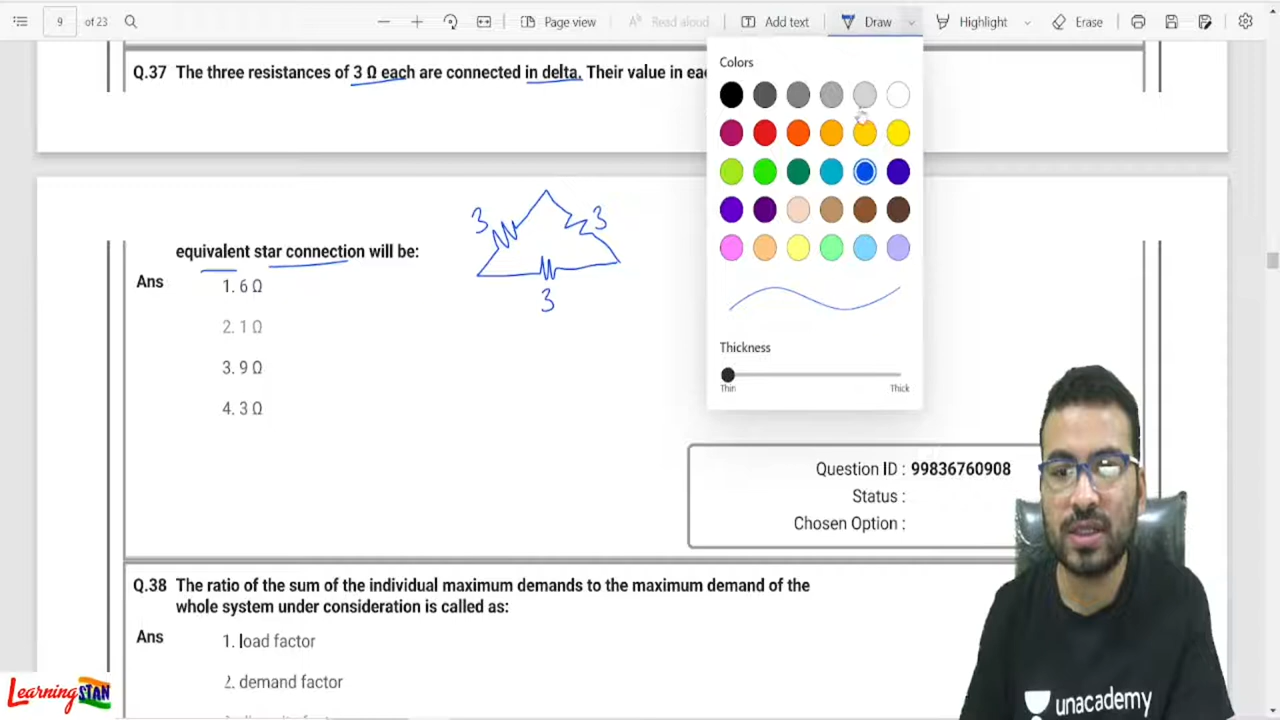 9 of 23
Page view
Read aloud
Add text
Draw
Highlight
Erase
Q.37 The three resistances of 3 Ω each are connected in delta. Their value in
Colors
3 3
3
equivalent star connection will be:
Ans
1. 6 Ω
2. 1 Ω
3. 9 Ω
4. 3 Ω
Thickness
Thin Thick
Question ID : 99836760908
Status :
Chosen Option :
Q.38 The ratio of the sum of the individual maximum demands to the maximum demand of the
whole system under consideration is called as:
Ans
1. load factor
2. demand factor
Learning STAN
unacademy